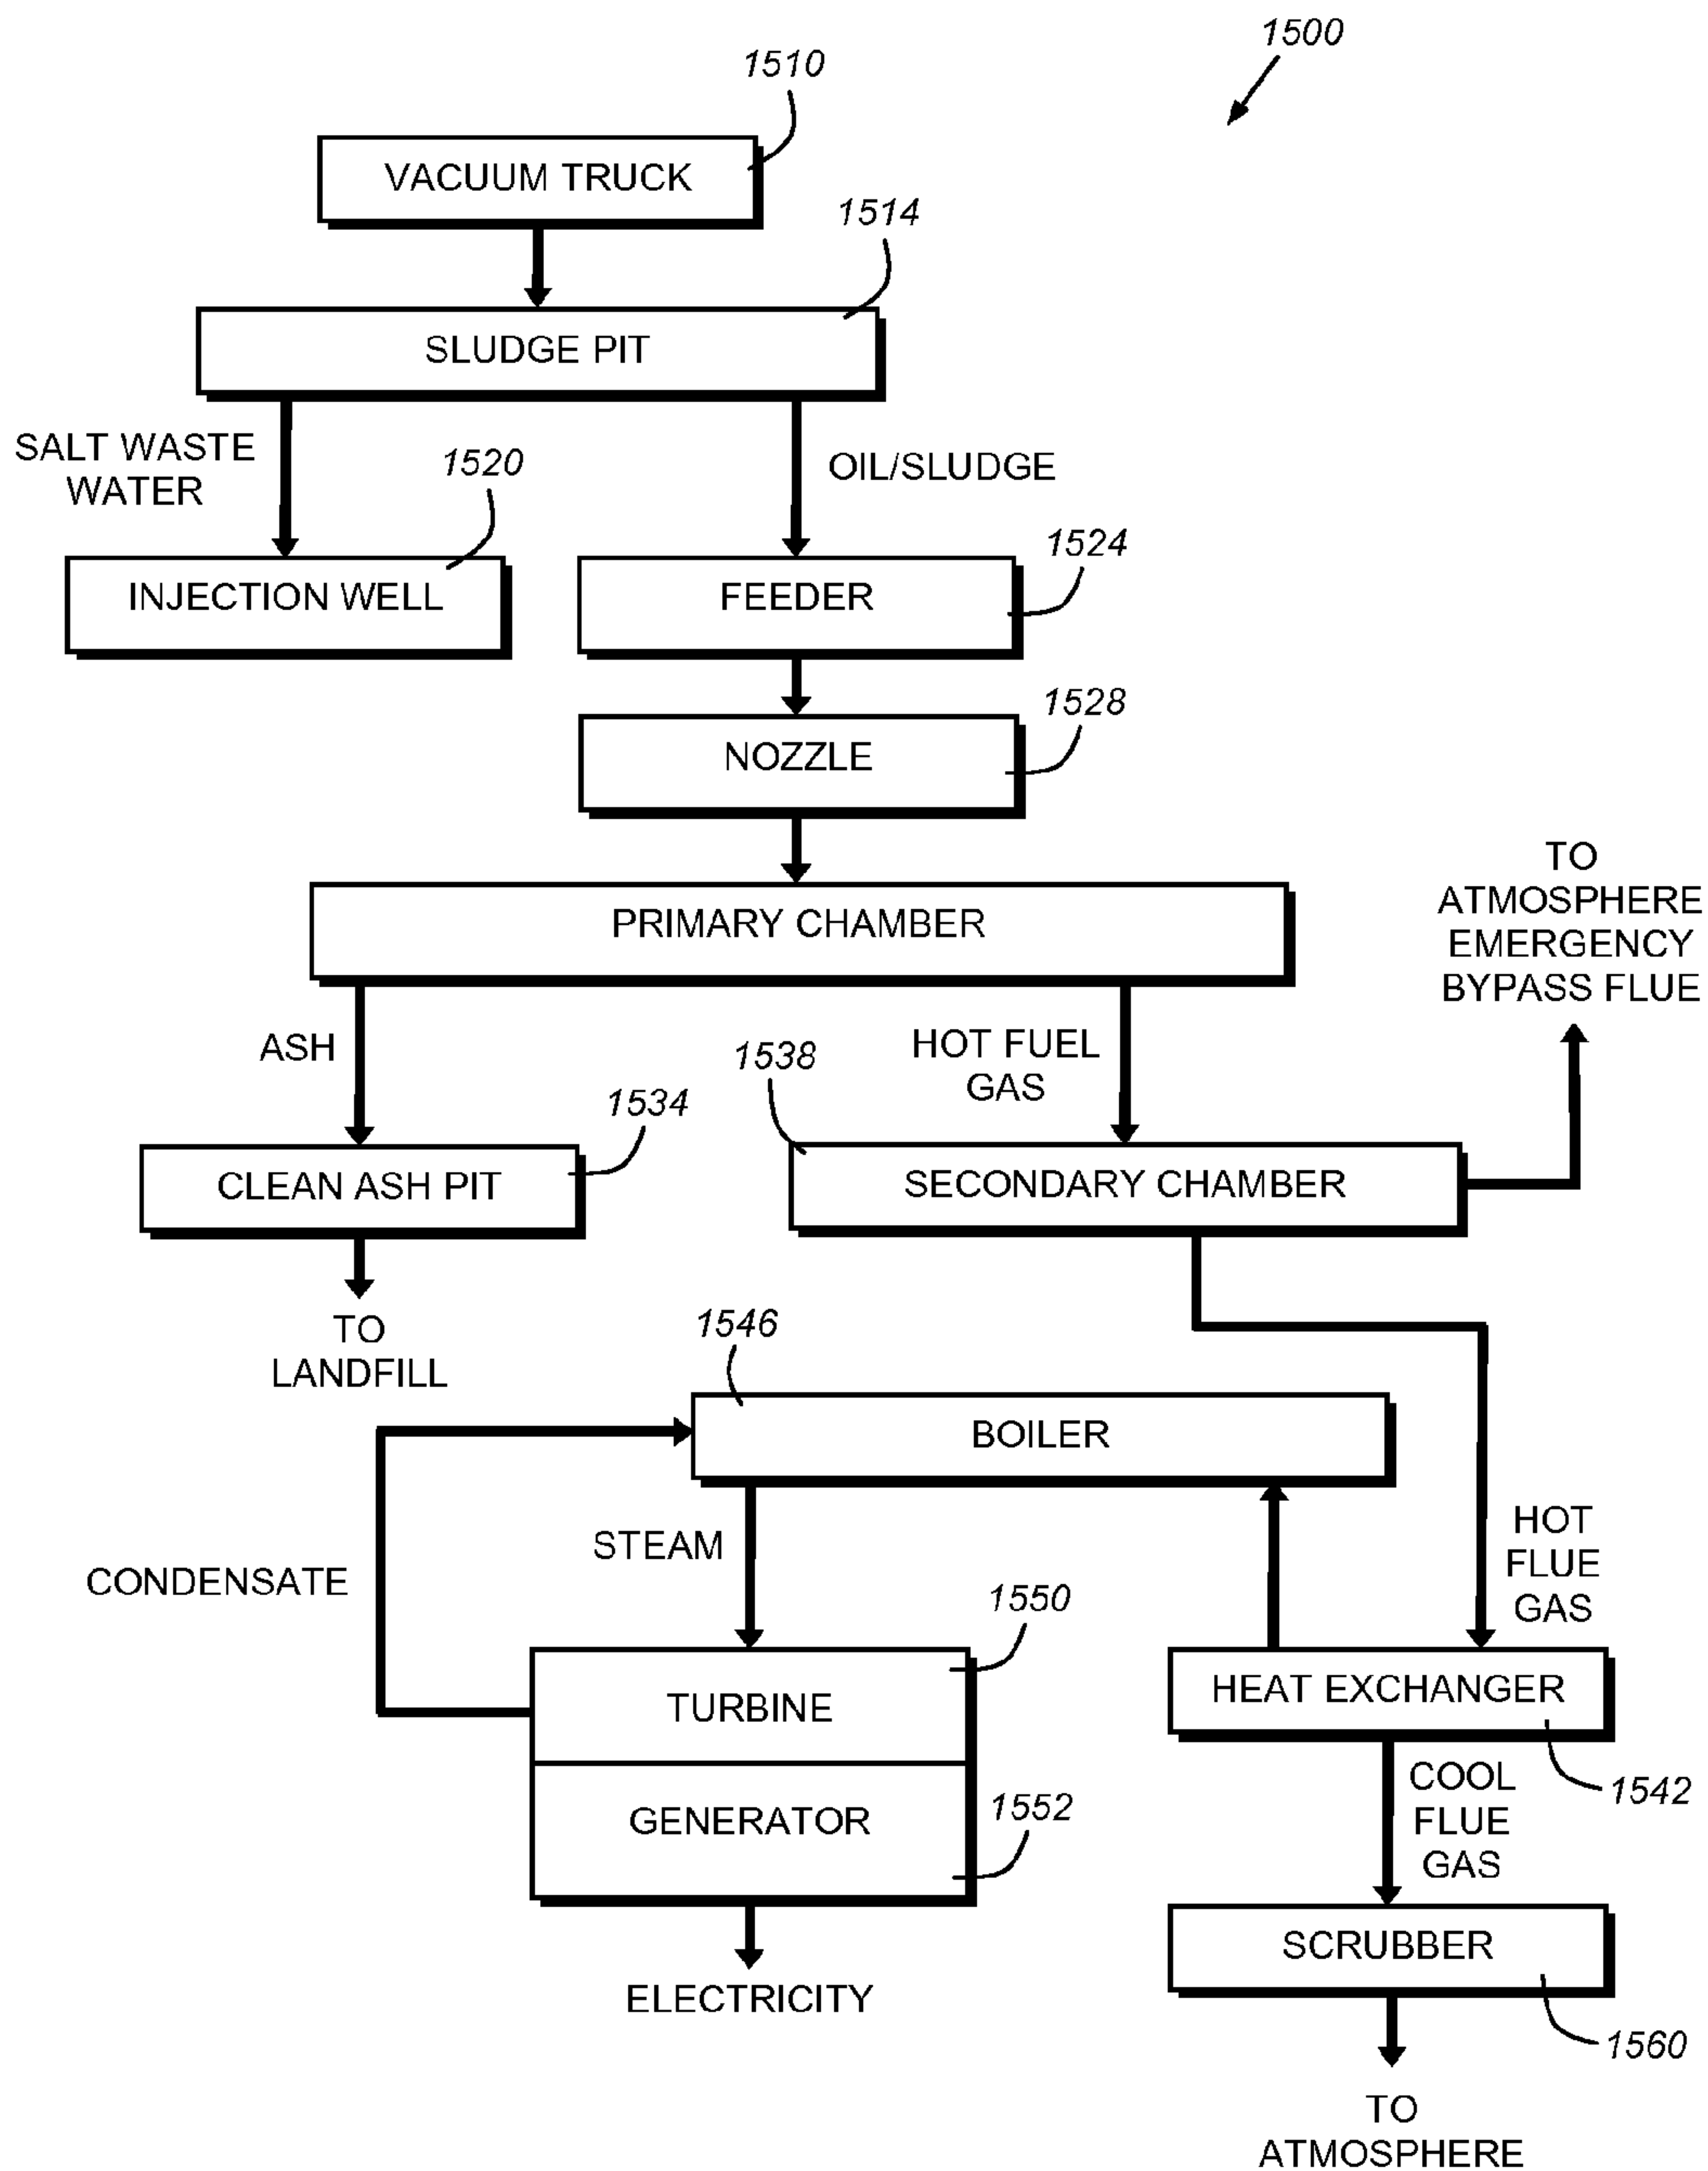 1500
1510
VACUUM TRUCK
1514
SLUDGE PIT
SALT WASTE
WATER
1520
OIL/SLUDGE
1524
INJECTION WELL
FEEDER
1528
NOZZLE
TO
ATMOSPHERE
EMERGENCY
BYPASS FLUE
PRIMARY CHAMBER
ASH
HOT FUEL
GAS
1538
1534
CLEAN ASH PIT
SECONDARY CHAMBER
TO
LANDFILL
1546
BOILER
HOT
FLUE
GAS
STEAM
CONDENSATE
1550
TURBINE
HEAT EXCHANGER
1542
COOL
FLUE
GAS
1552
GENERATOR
SCRUBBER
1560
ELECTRICITY
TO
ATMOSPHERE